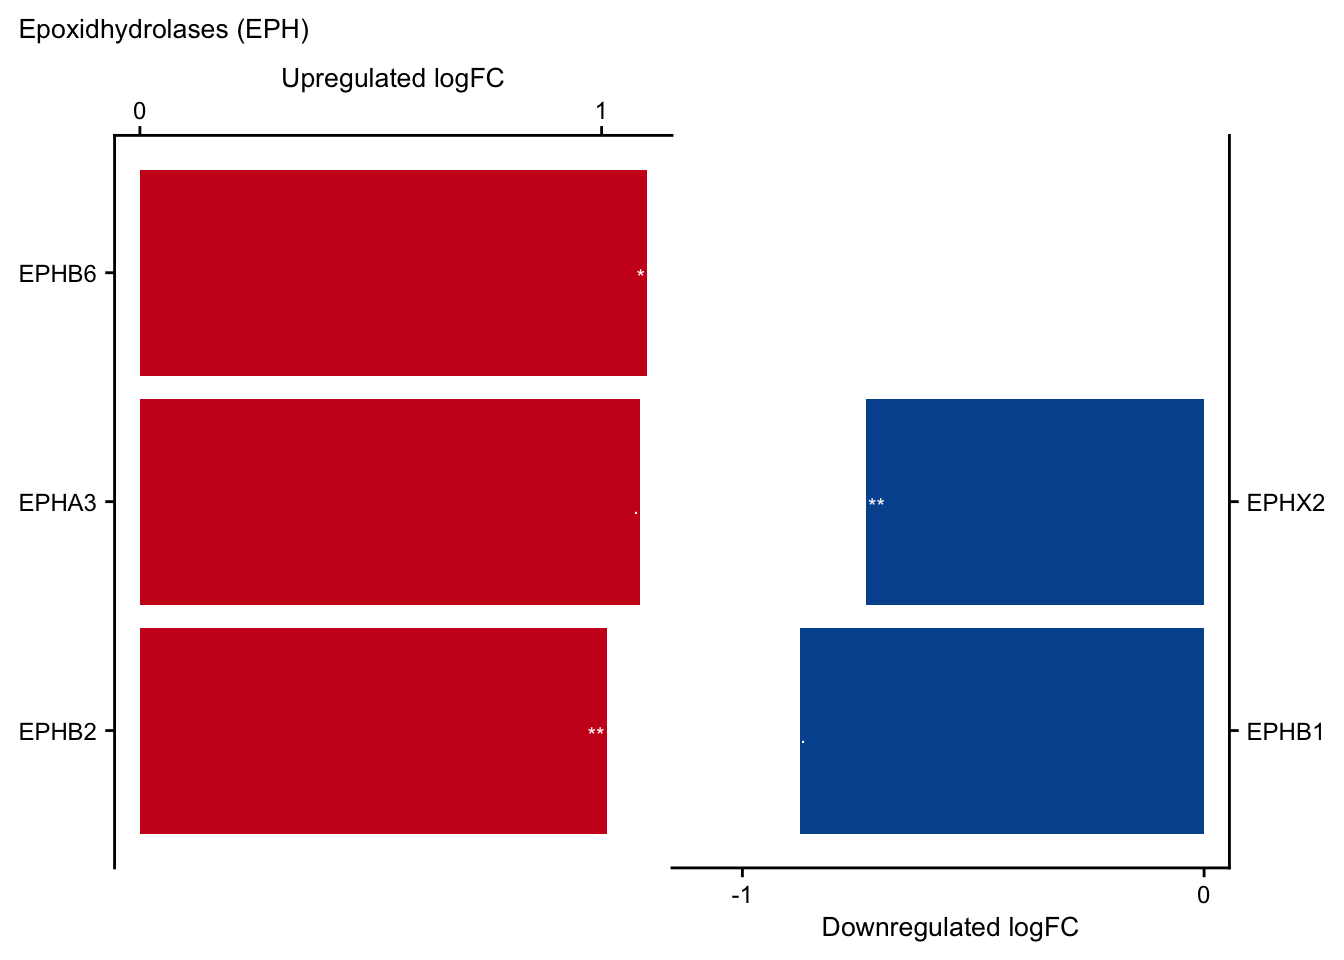 Epoxidhydrolases (EPH)
Upregulated logFC
0 1
EPHB6
*
EPHA3
.
**
EPHX2
EPHB2
**
.
EPHB1
-1 0
Downregulated logFC